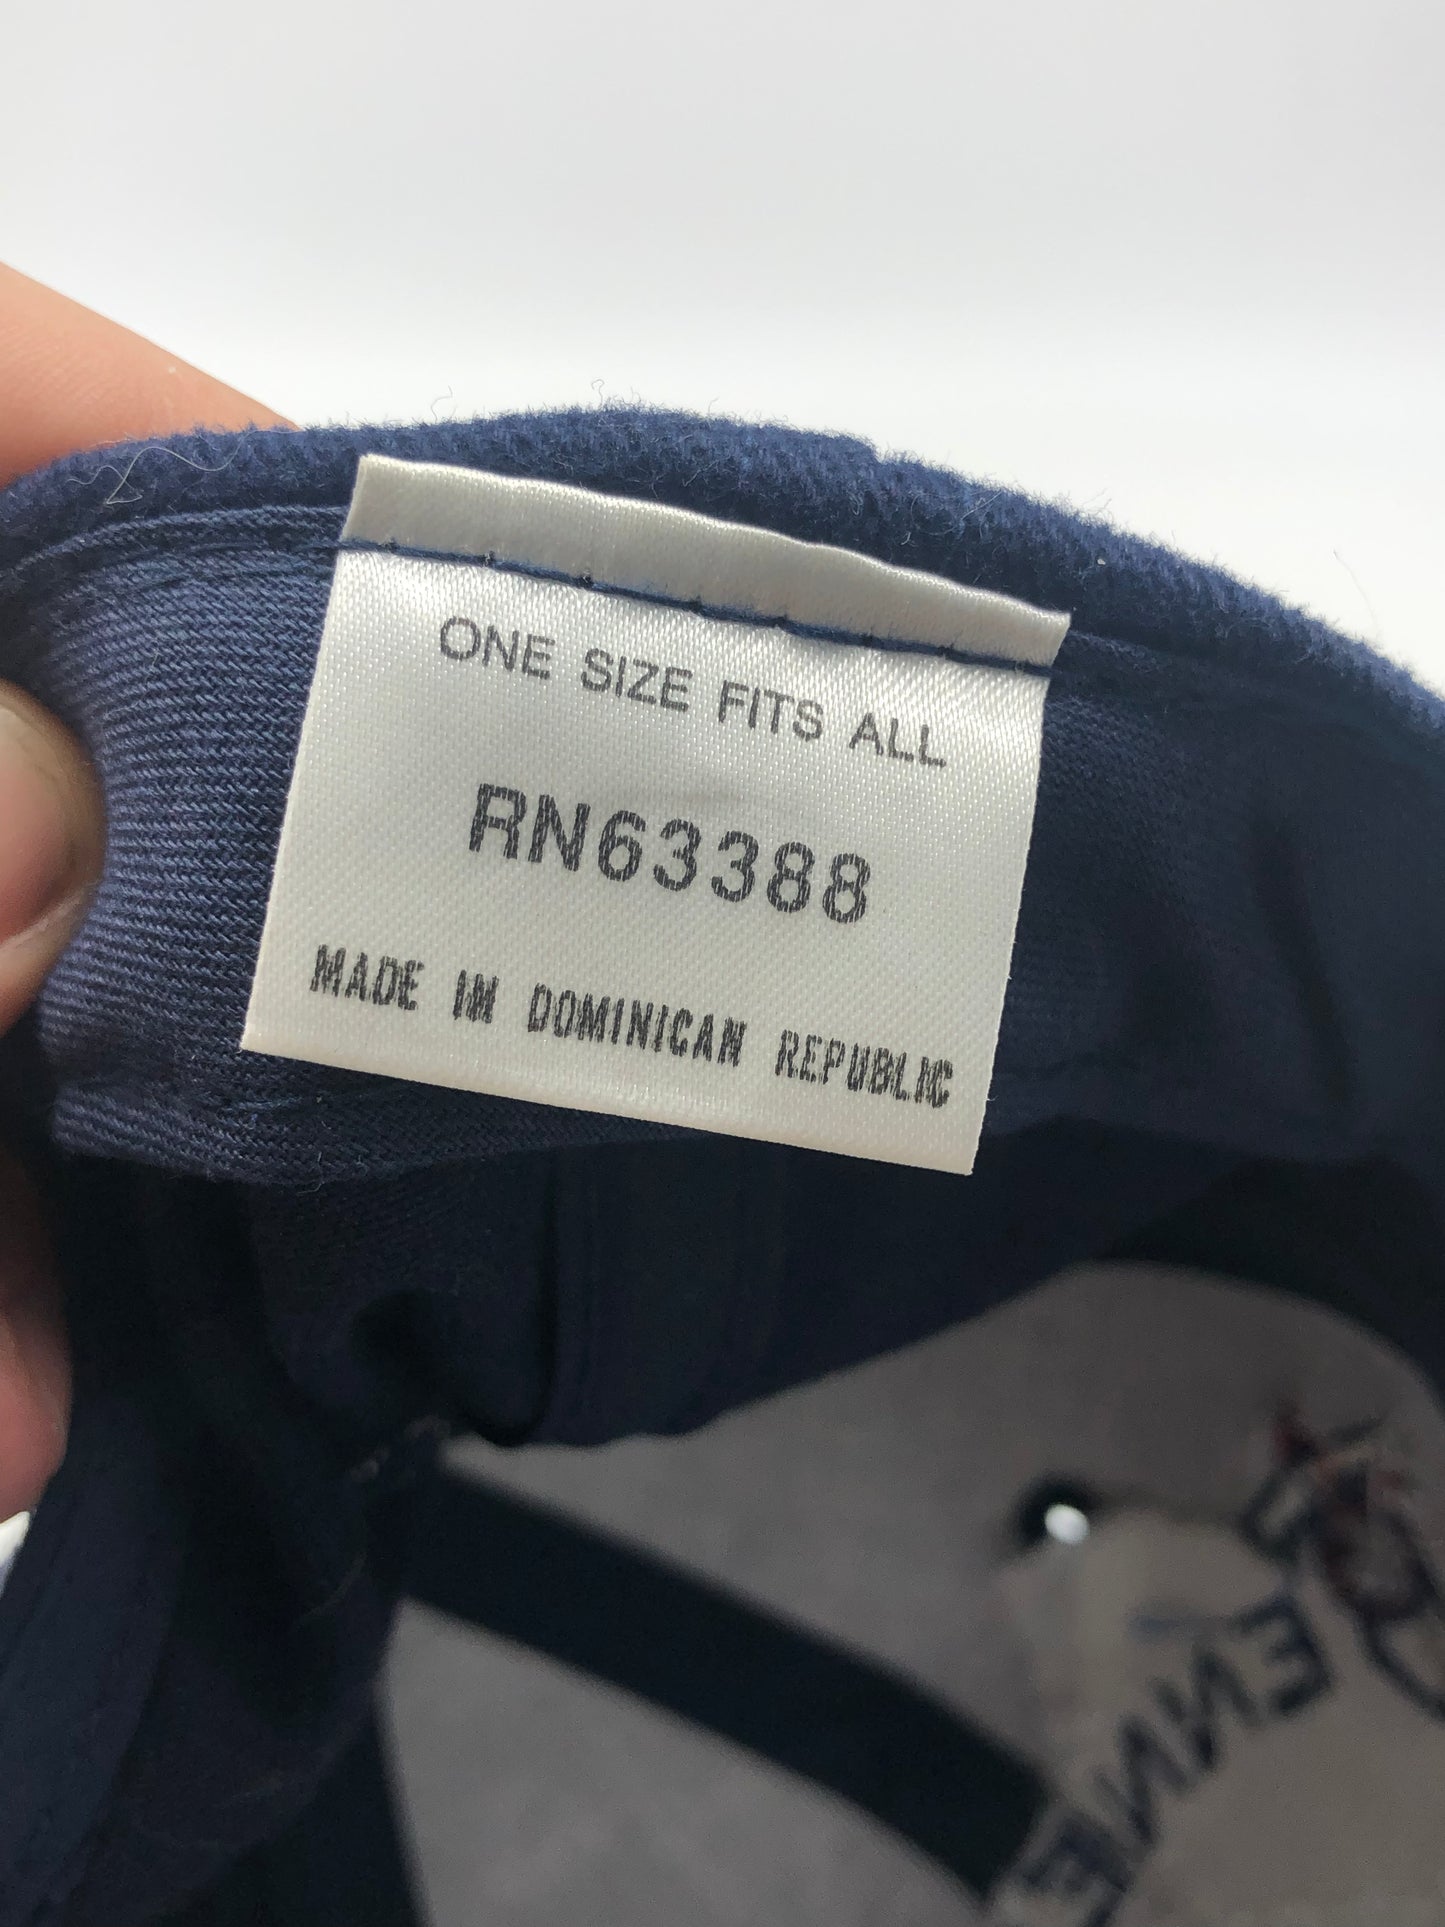 ONE SIZE FITS ALL
RN63388
MADE IN DOMINICAN REPUBLIC